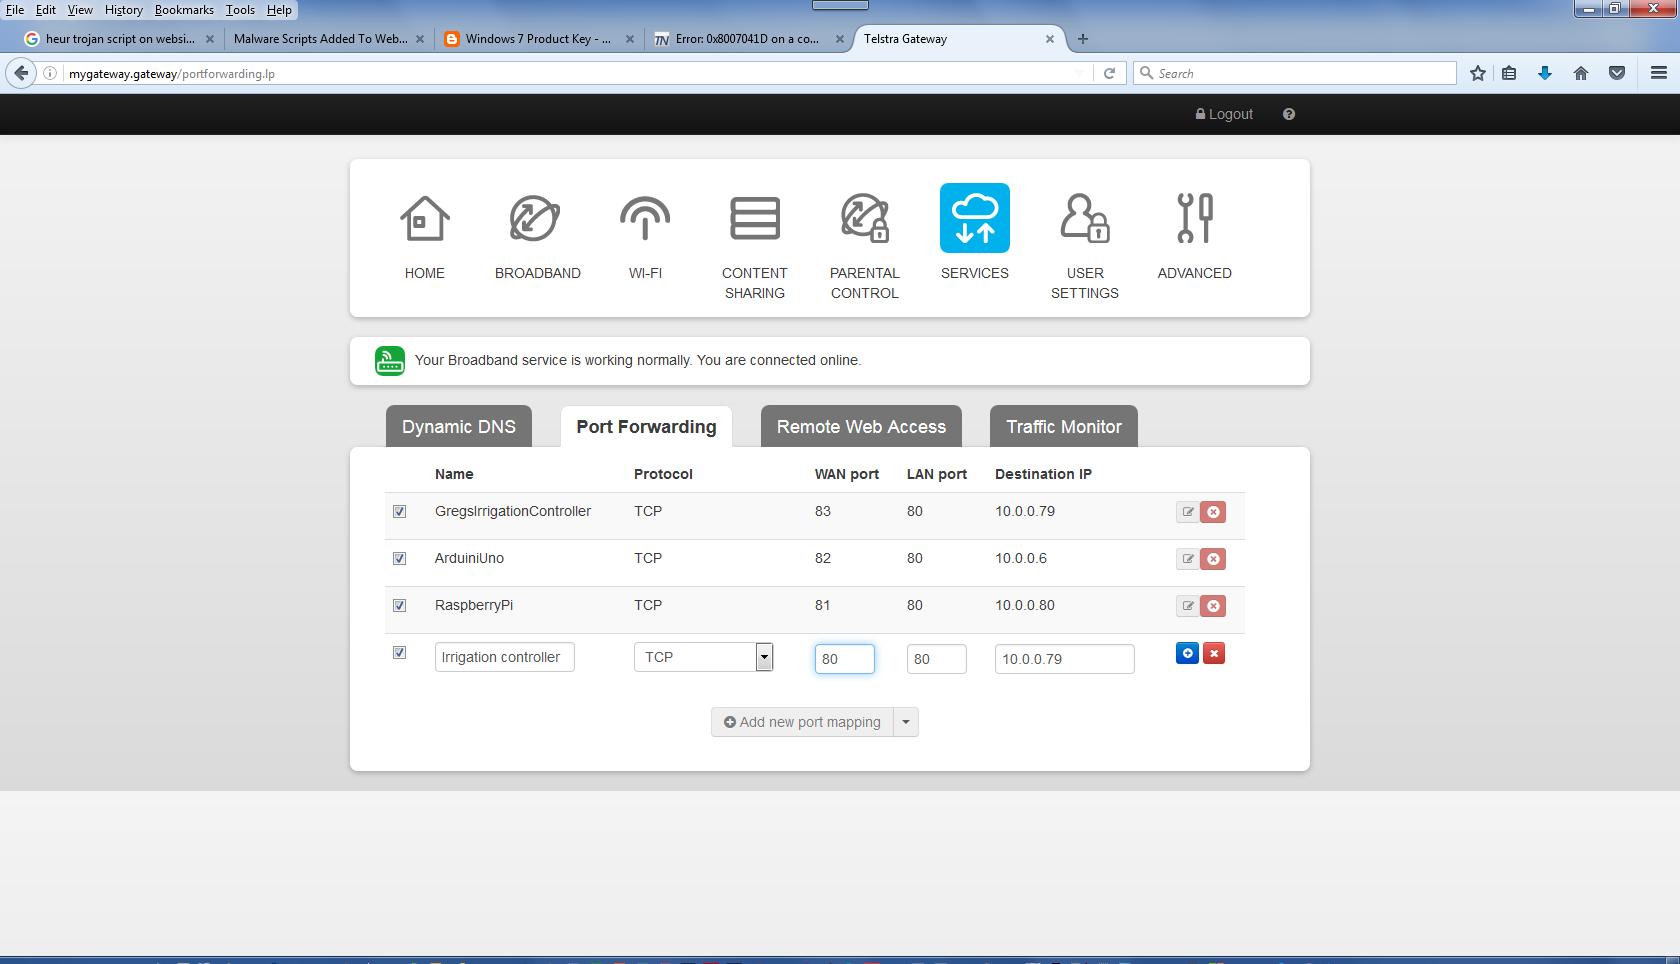 File Edit View History Bookmarks Tools Help
heur trojan script on websi...
Malware Scripts Added To Web...
Windows 7 Product Key - ...
TN Error: 0x8007041D on a co...
Telstra Gateway
mygateway.gateway/portforwarding.lp
Search
Logout
HOME
BROADBAND
WI-FI
CONTENT
SHARING
PARENTAL
CONTROL
SERVICES
USER
SETTINGS
ADVANCED
Your Broadband service is working normally. You are connected online.
Dynamic DNS
Port Forwarding
Remote Web Access
Traffic Monitor
Name Protocol WAN port LAN port Destination IP
GregsIrrigationController TCP 83 80 10.0.0.79
ArduiniUno TCP 82 80 10.0.0.6
RaspberryPi TCP 81 80 10.0.0.80
Irrigation controller TCP 80 80 10.0.0.79
Add new port mapping